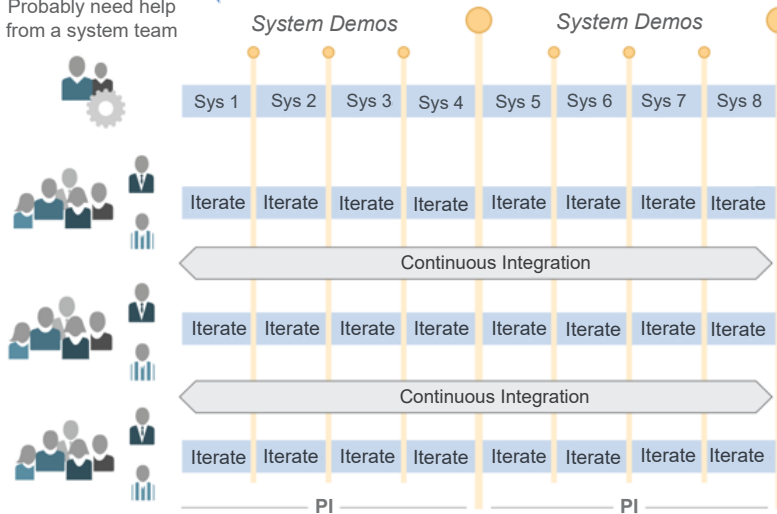 Probably need help
from a system team
System Demos System Demos
Sys 1 Sys 2 Sys 3 Sys 4 Sys 5 Sys 6 Sys 7 Sys 8
Iterate Iterate Iterate Iterate Iterate Iterate Iterate Iterate
Continuous Integration
Iterate Iterate Iterate Iterate Iterate Iterate Iterate Iterate
Continuous Integration
Iterate Iterate Iterate Iterate Iterate Iterate Iterate Iterate
PI PI